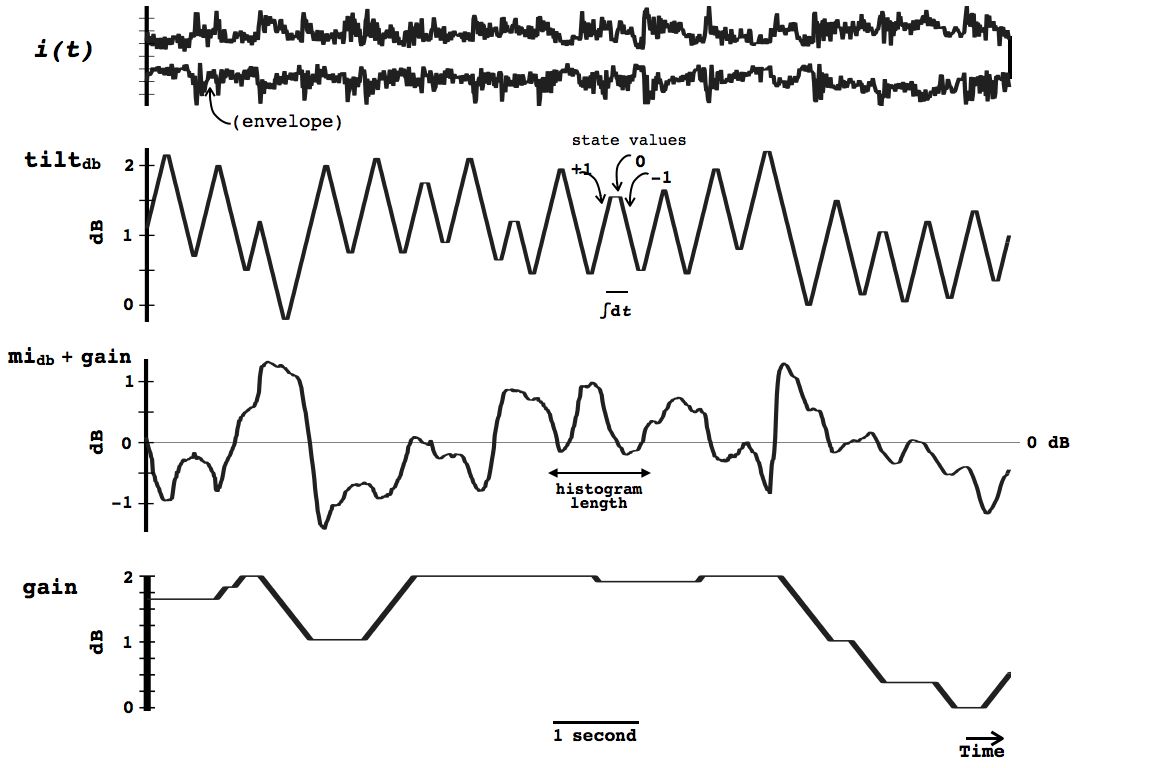 i(t)
(envelope)
state values
tiltdb
+1
0
-1
2
dB
1
0
∫dt
midb + gain
1
dB
0
0 dB
-1
histogram
length
gain
2
dB
1
0
1 second
Time